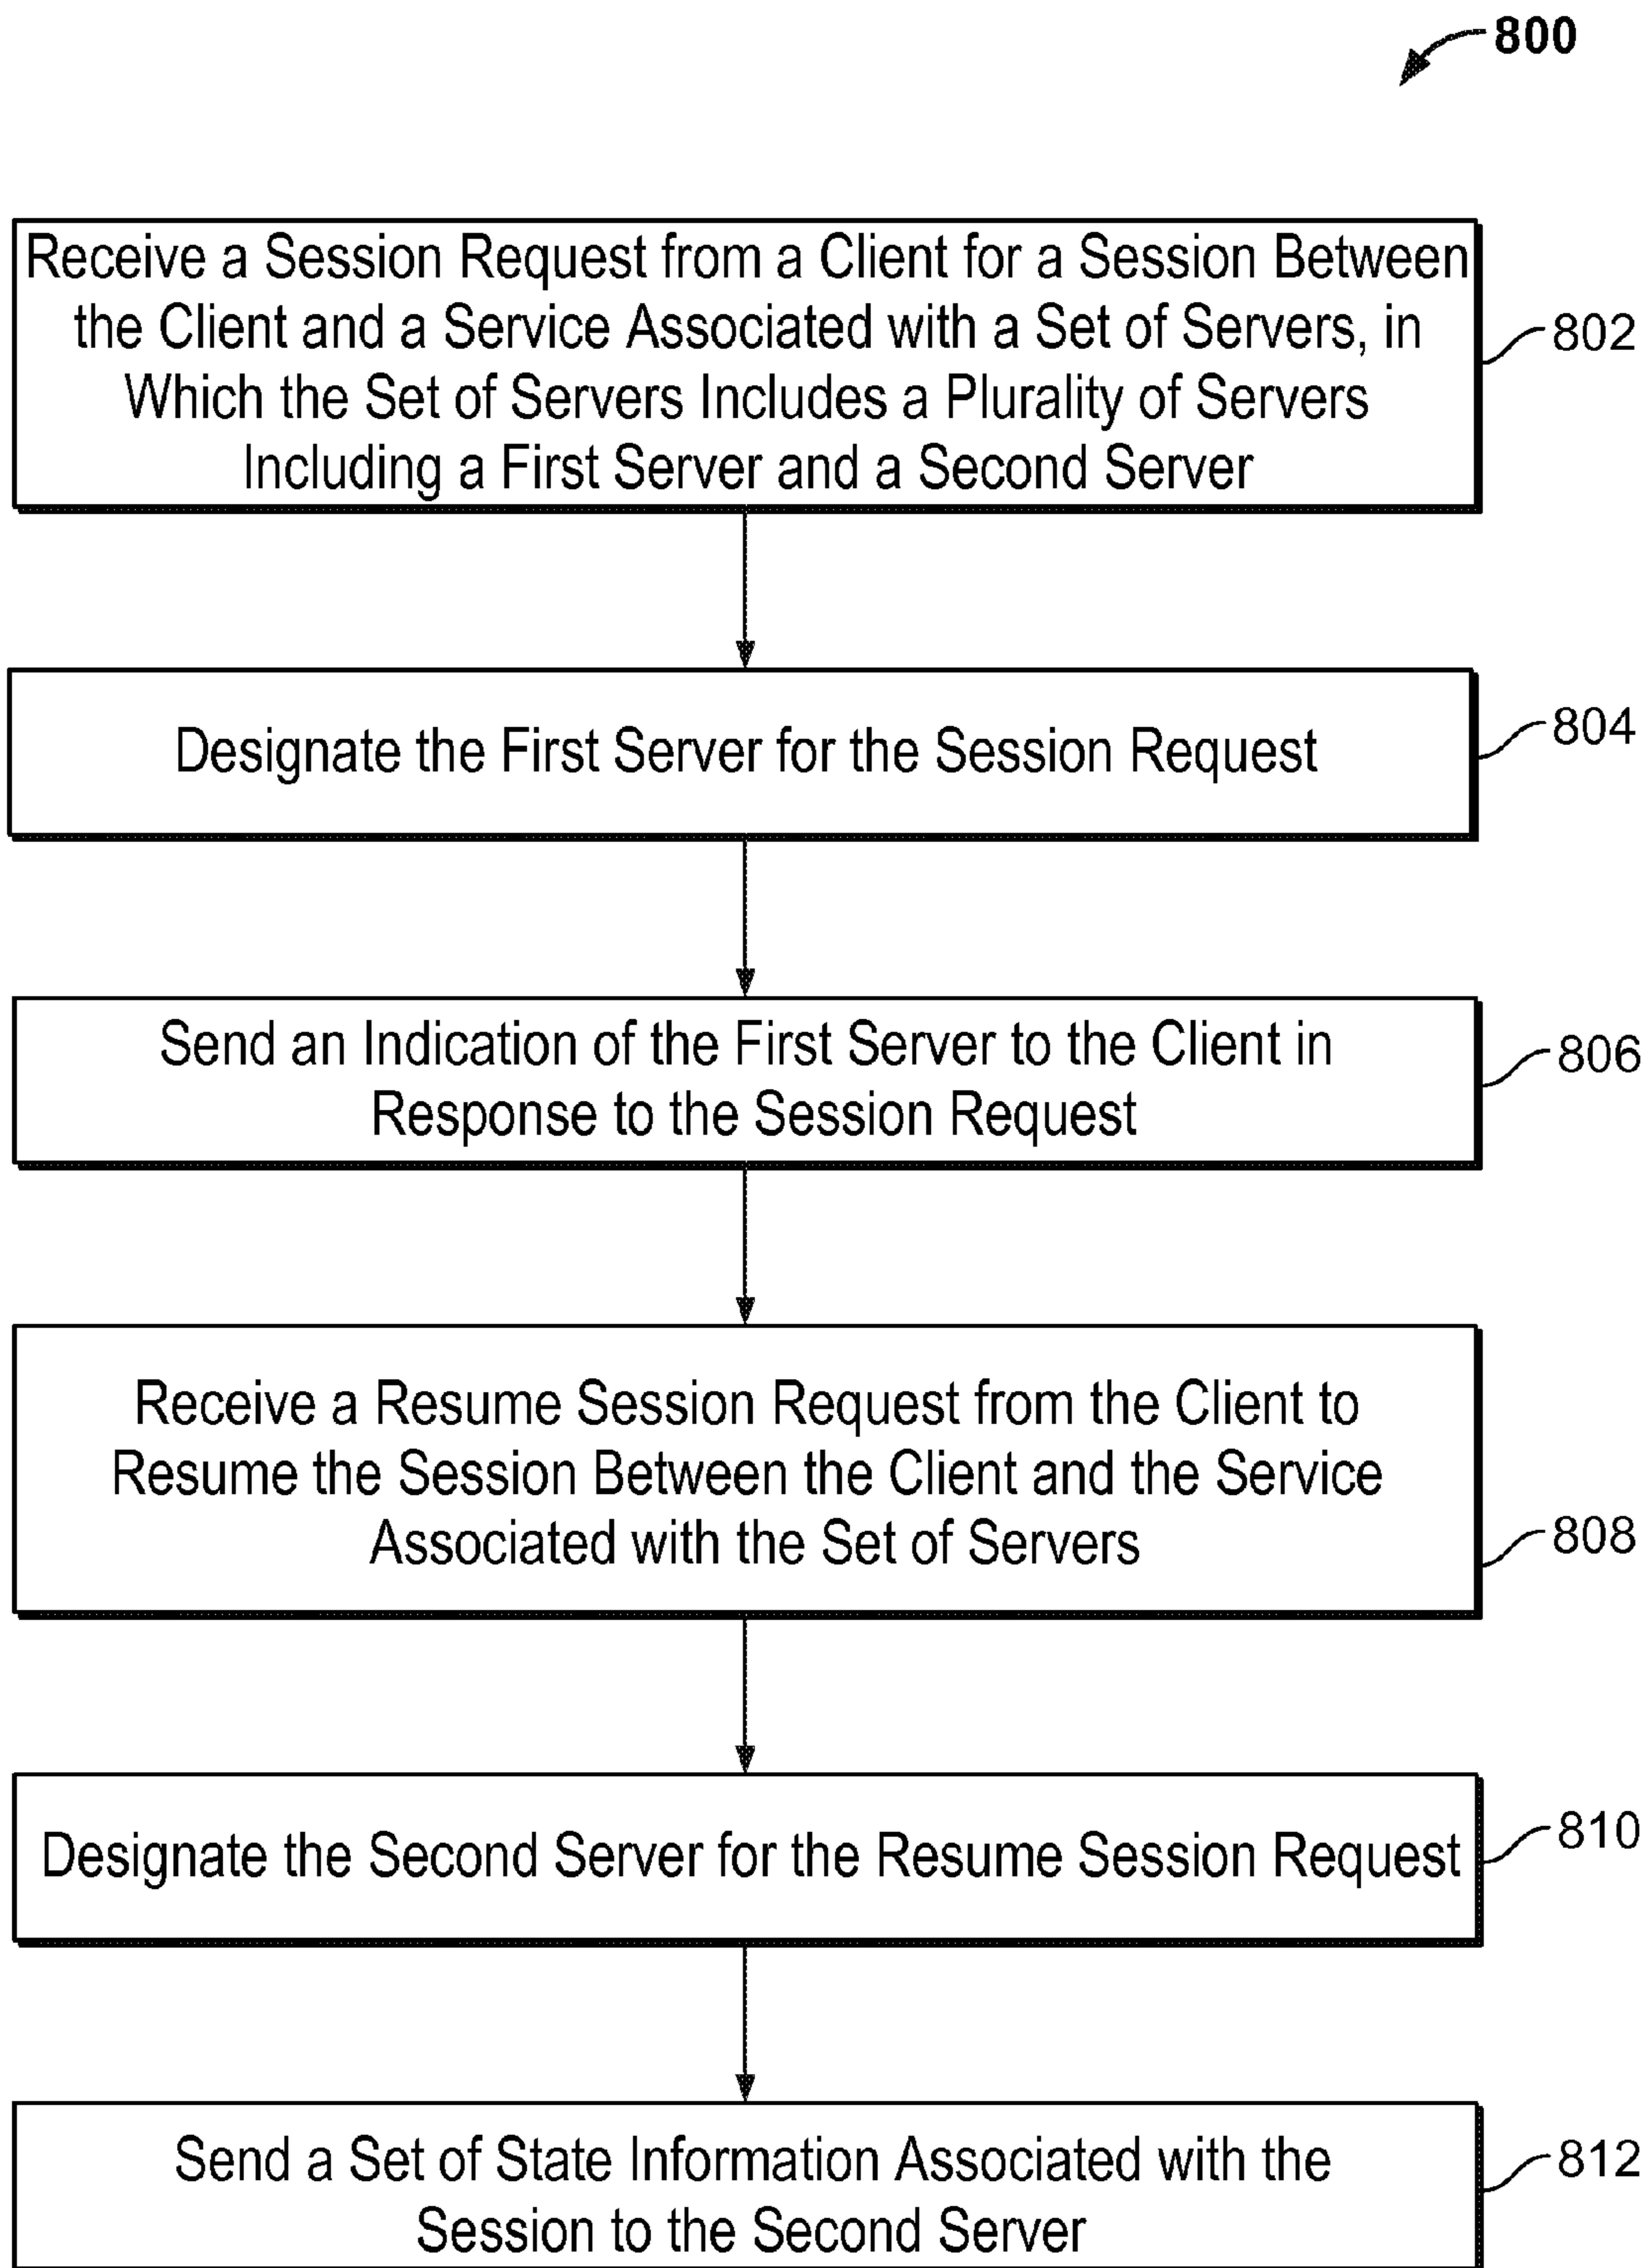 800
Receive a Session Request from a Client for a Session Between
the Client and a Service Associated with a Set of Servers, in
Which the Set of Servers Includes a Plurality of Servers
Including a First Server and a Second Server
802
Designate the First Server for the Session Request
804
Send an Indication of the First Server to the Client in
Response to the Session Request
806
Receive a Resume Session Request from the Client to
Resume the Session Between the Client and the Service
Associated with the Set of Servers
808
Designate the Second Server for the Resume Session Request
810
Send a Set of State Information Associated with the
Session to the Second Server
812